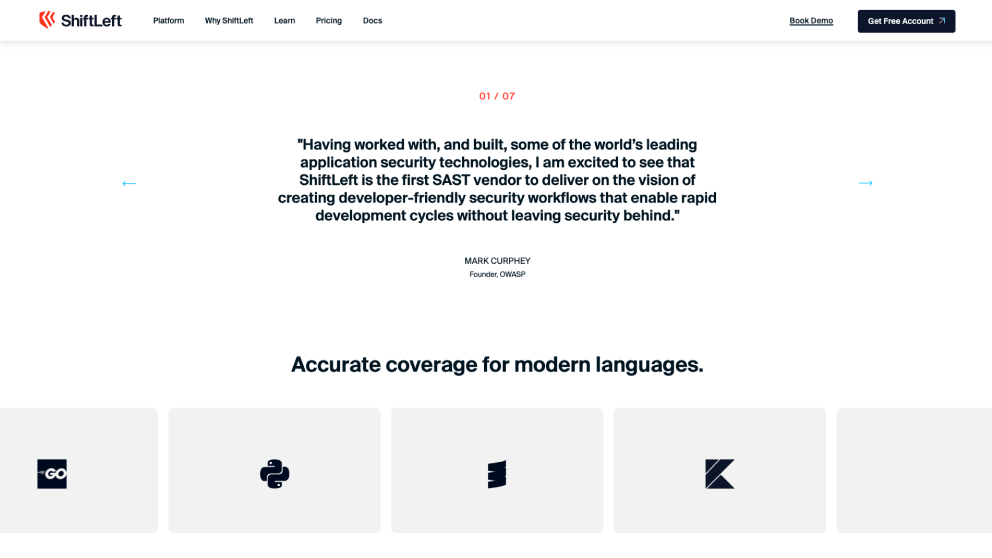 ShiftLeft
Platform
Why ShiftLeft
Learn
Pricing
Docs
Book Demo
Get Free Account
01 / 07
"Having worked with, and built, some of the world’s leading
application security technologies, I am excited to see that
ShiftLeft is the first SAST vendor to deliver on the vision of
creating developer-friendly security workflows that enable rapid
development cycles without leaving security behind."
MARK CURPHEY
Founder, OWASP
Accurate coverage for modern languages.
GO